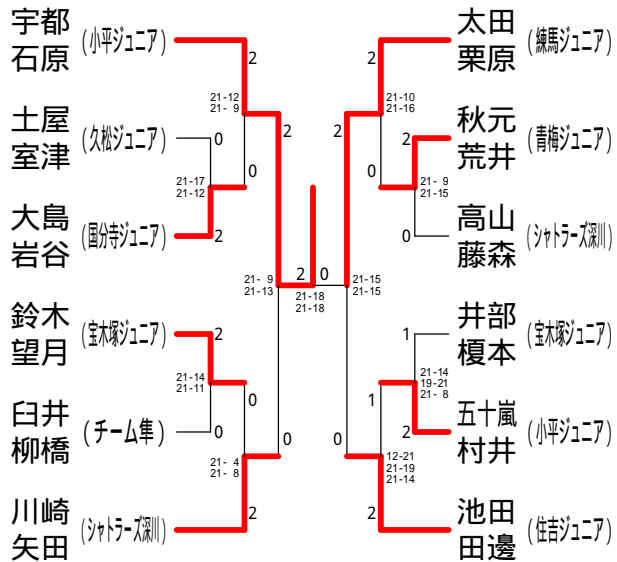 宇都
石原
(小平ジュニア)
2
21-12
21- 9
土屋
室津
(久松ジュニア)
0
0
21-17
21-12
大島
岩谷
(国分寺ジュニア)
2
2
21- 9
21-13
鈴木
望月
(宝木塚ジュニア)
2
21-14
21-11
0
臼井
柳橋
(チーム隼)
0
0
21- 4
21- 8
川崎
矢田
(シャトラーズ深川)
2
2 0
21-18
21-18
太田
栗原
(練馬ジュニア)
2
21-10
21-16
2
秋元
荒井
(青梅ジュニア)
2
0
21- 9
21-15
高山
藤森
(シャトラーズ深川)
0
21-15
21-15
井部
榎本
(宝木塚ジュニア)
1
21-14
19-21
21- 8
1
五十嵐
村井
(小平ジュニア)
2
0
12-21
21-19
21-14
池田
田邊
(住吉ジュニア)
2